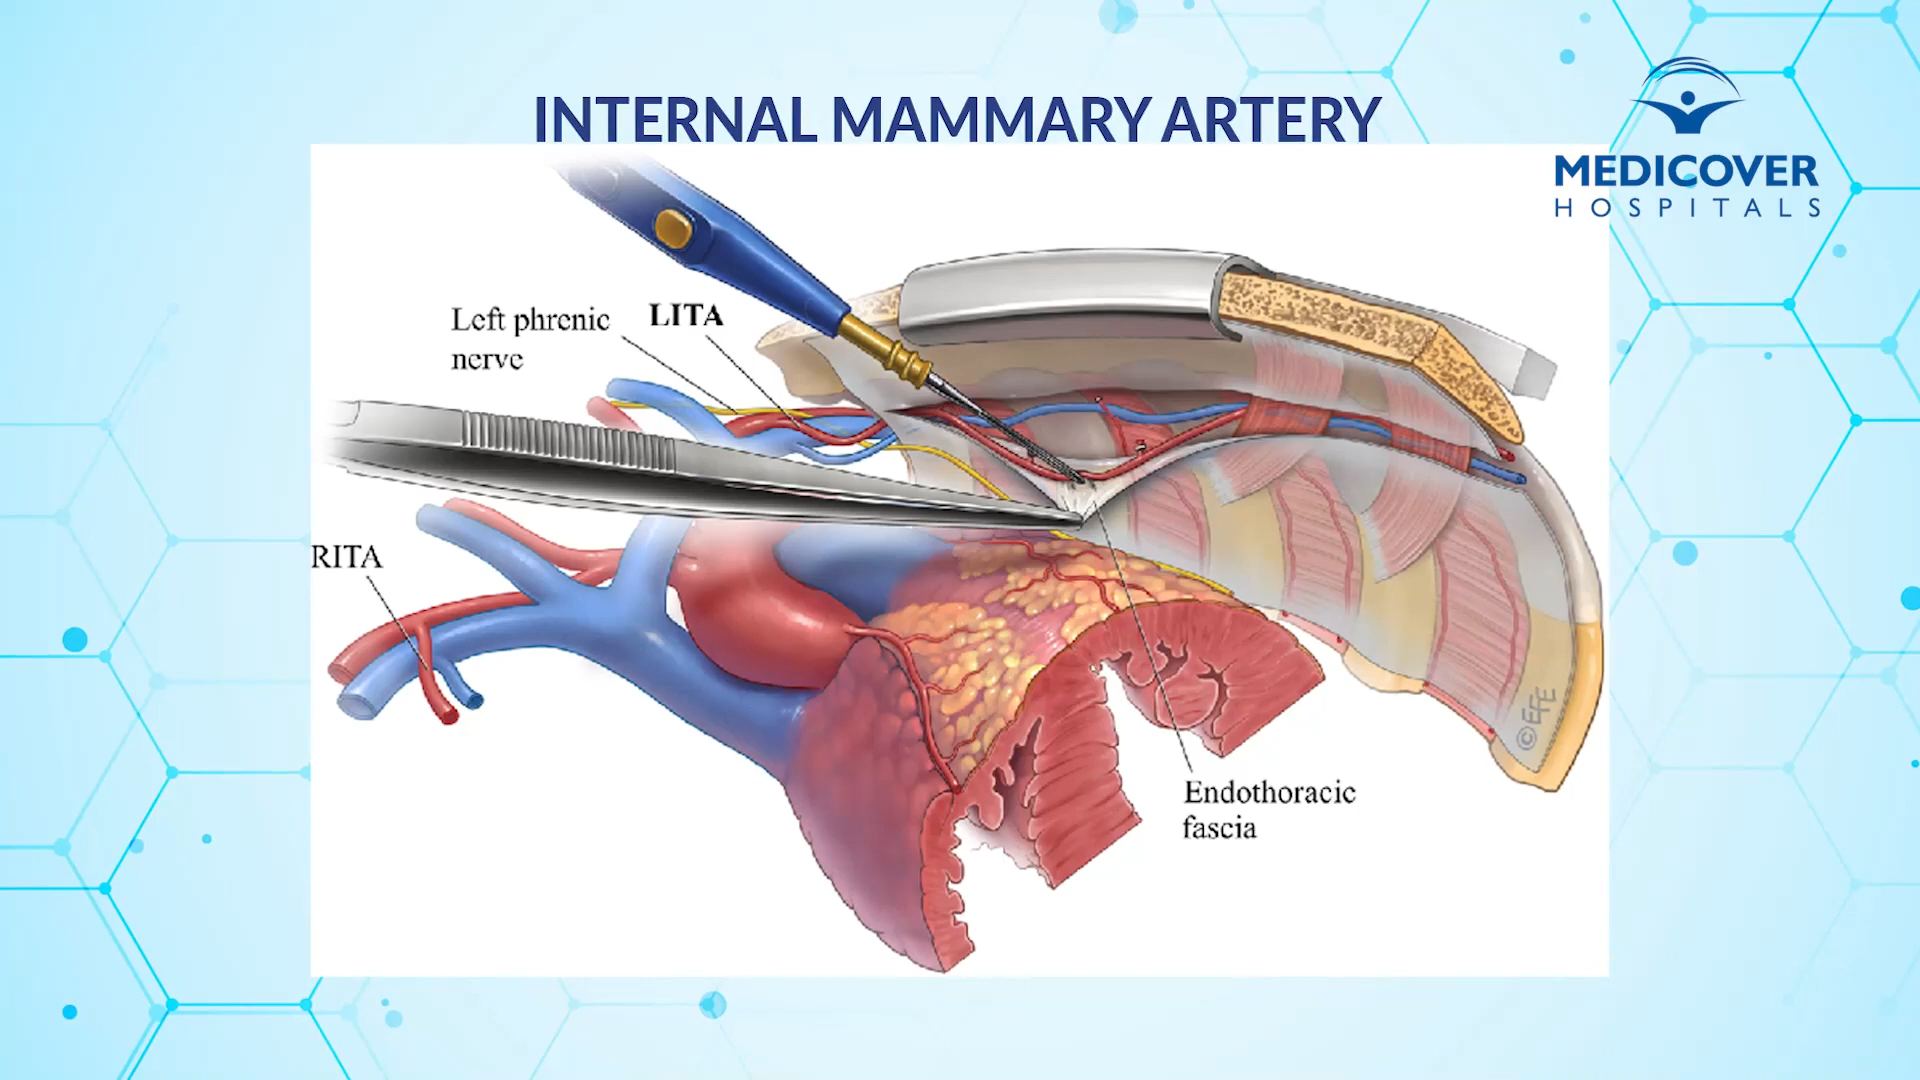 INTERNAL MAMMARY ARTERY
MEDICOVER
HOSPITALS
Left phrenic
nerve
LITA
RITA
Endothoracic
fascia
©EFE